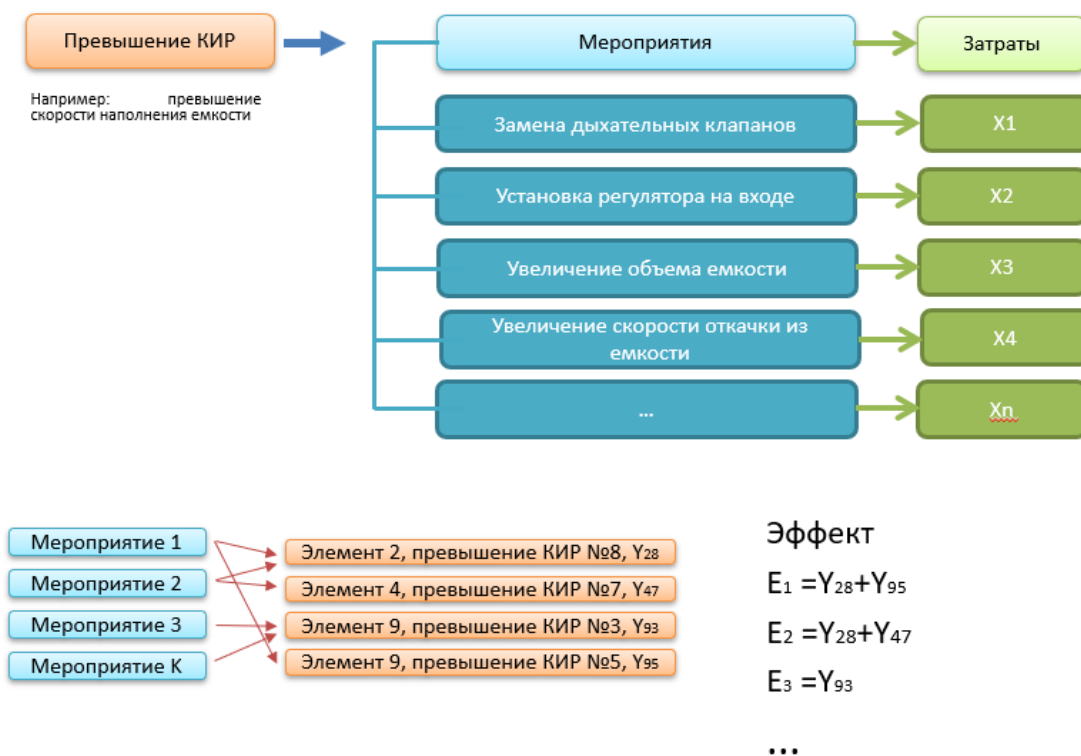 Превышение КИР
Мероприятия
Затраты
Например: превышение
скорости наполнения емкости
Замена дыхательных клапанов
X1
Установка регулятора на входе
X2
Увеличение объема емкости
X3
Увеличение скорости откачки из
емкости
X4
...
Xn
Мероприятие 1
Мероприятие 2
Мероприятие 3
Мероприятие К
Элемент 2, превышение КИР №8, Y28
Элемент 4, превышение КИР №7, Y47
Элемент 9, превышение КИР №3, Y93
Элемент 9, превышение КИР №5, Y95
Эффект
E1 =Y28+Y95
E2 =Y28+Y47
E3 =Y93
...